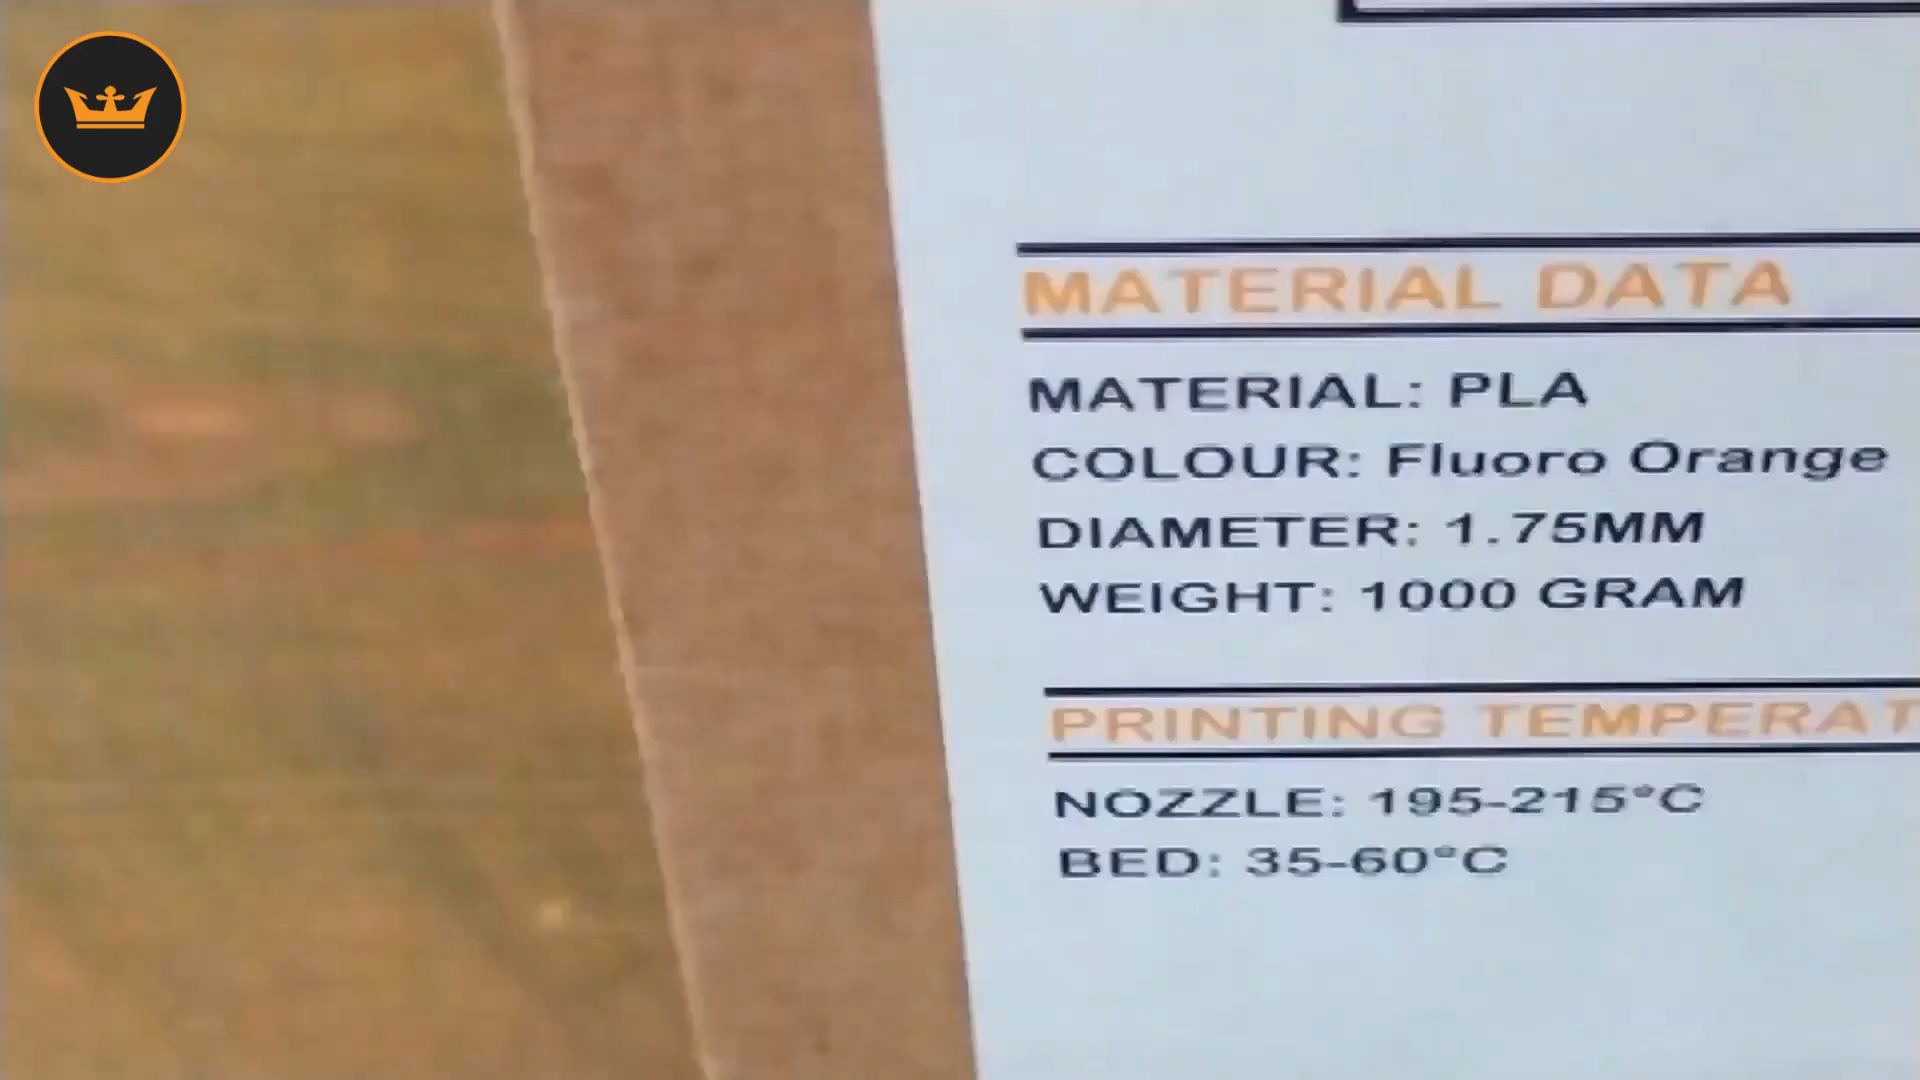 MATERIAL DATA
MATERIAL: PLA
COLOUR: Fluoro Orange
DIAMETER: 1.75MM
WEIGHT: 1000 GRAM
PRINTING TEMPERAT
NOZZLE: 195-215°C
BED: 35-60°C